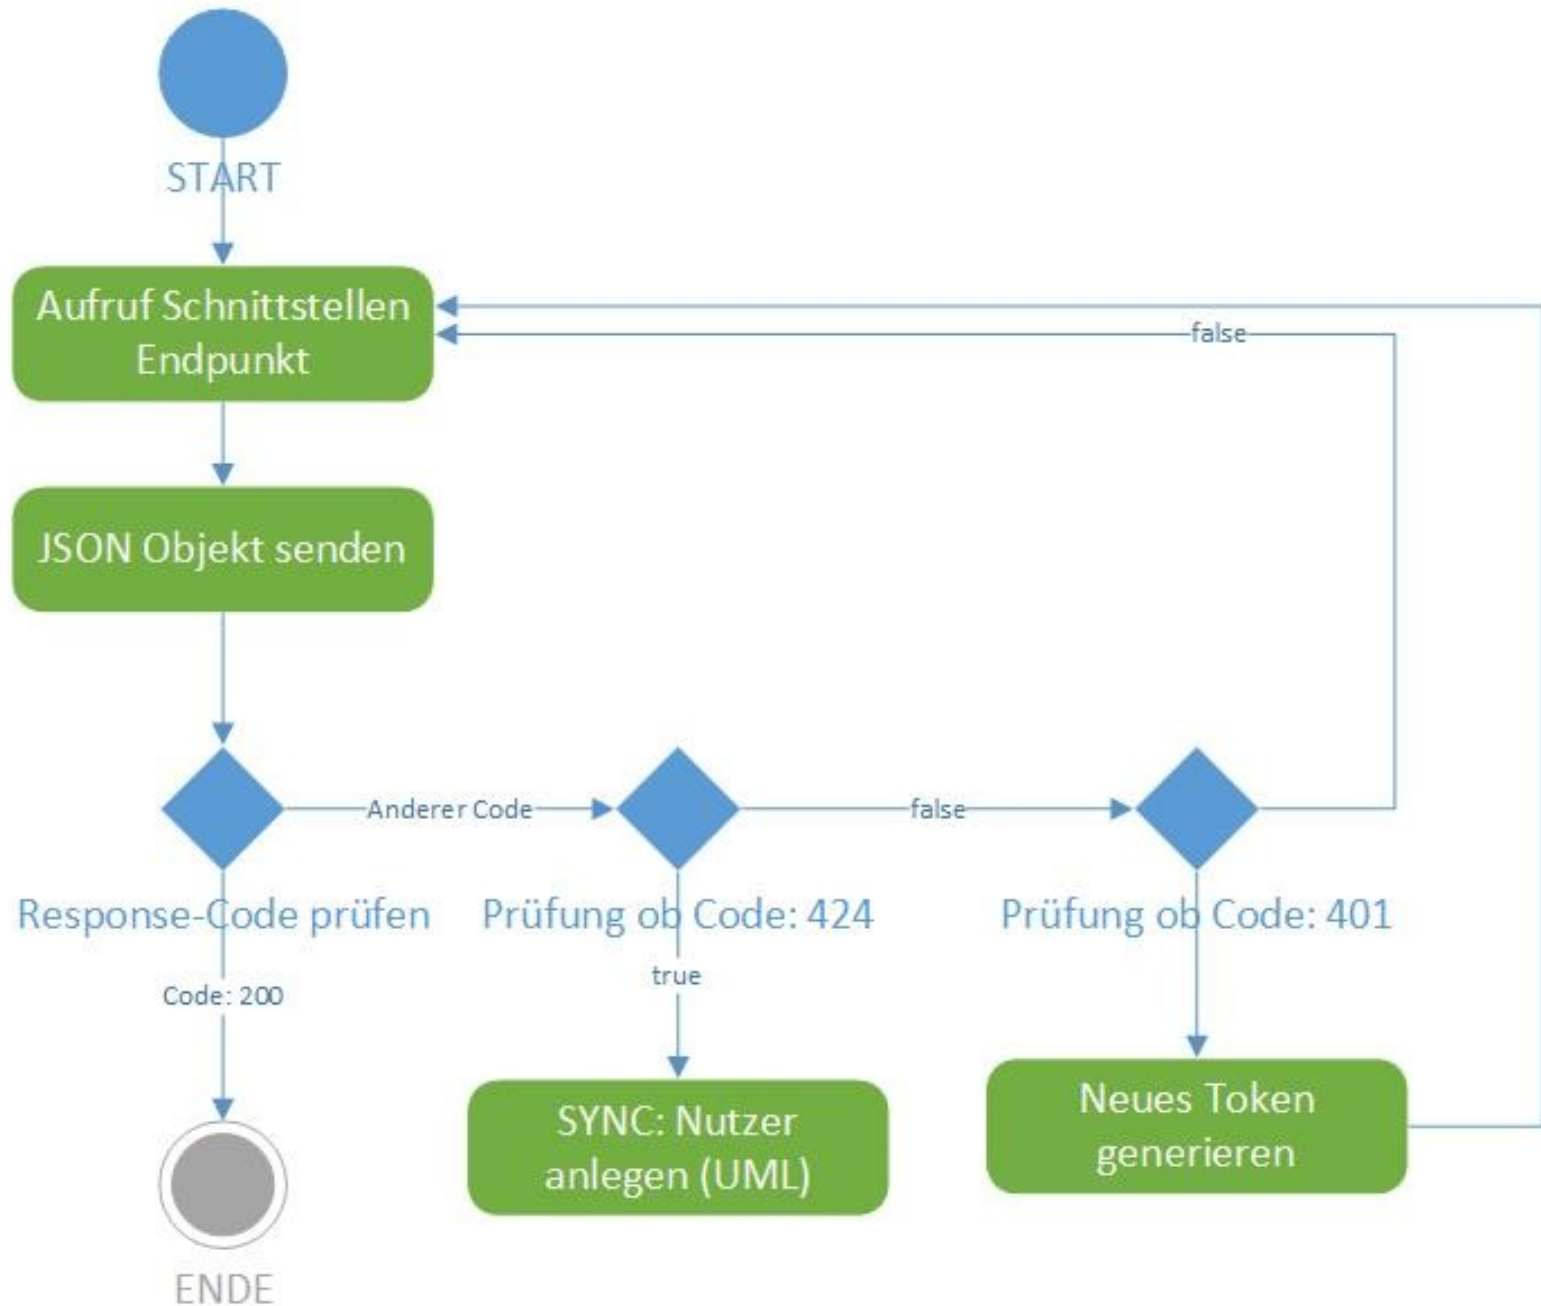 START
Aufruf Schnittstellen
Endpunkt
false
JSON Objekt senden
Anderer Code
false
Response-Code prüfen
Prüfung ob Code: 424
Prüfung ob Code: 401
Code: 200
true
SYNC: Nutzer
anlegen (UML)
Neues Token
generieren
ENDE